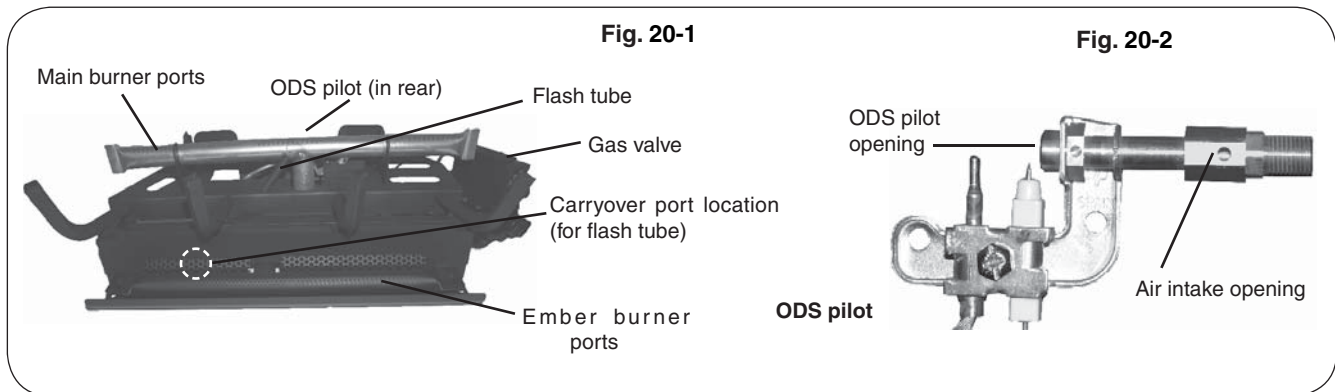 Fig. 20-1
Main burner ports
ODS pilot (in rear)
Flash tube
Gas valve
Carryover port location
(for flash tube)
Ember burner
ports
Fig. 20-2
ODS pilot
opening
Air intake opening
ODS pilot